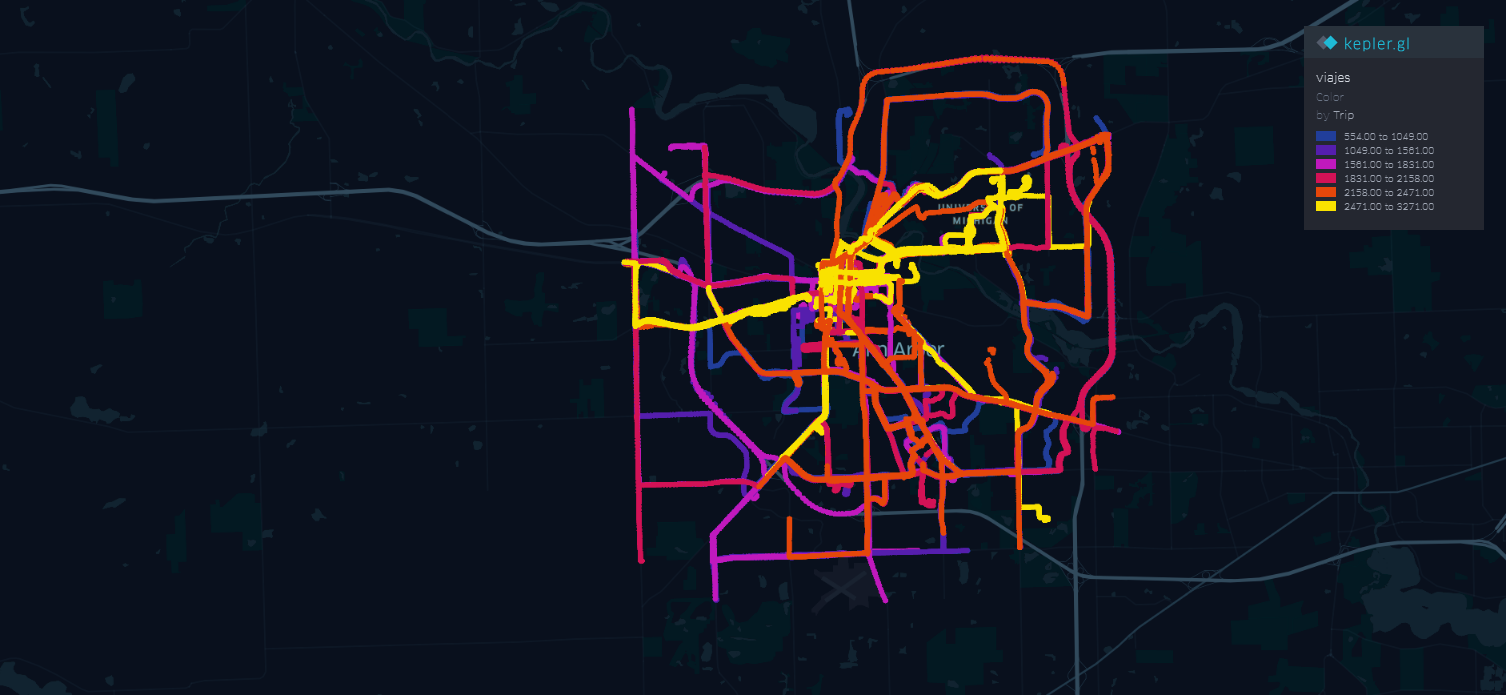 kepler.gl
viajes
Color
by Trip
554.00 to 1049.00
1049.00 to 1561.00
1561.00 to 1831.00
1831.00 to 2158.00
2158.00 to 2471.00
2471.00 to 3271.00
UNIVERSITY OF
MICHIGAN
Ann Arbor